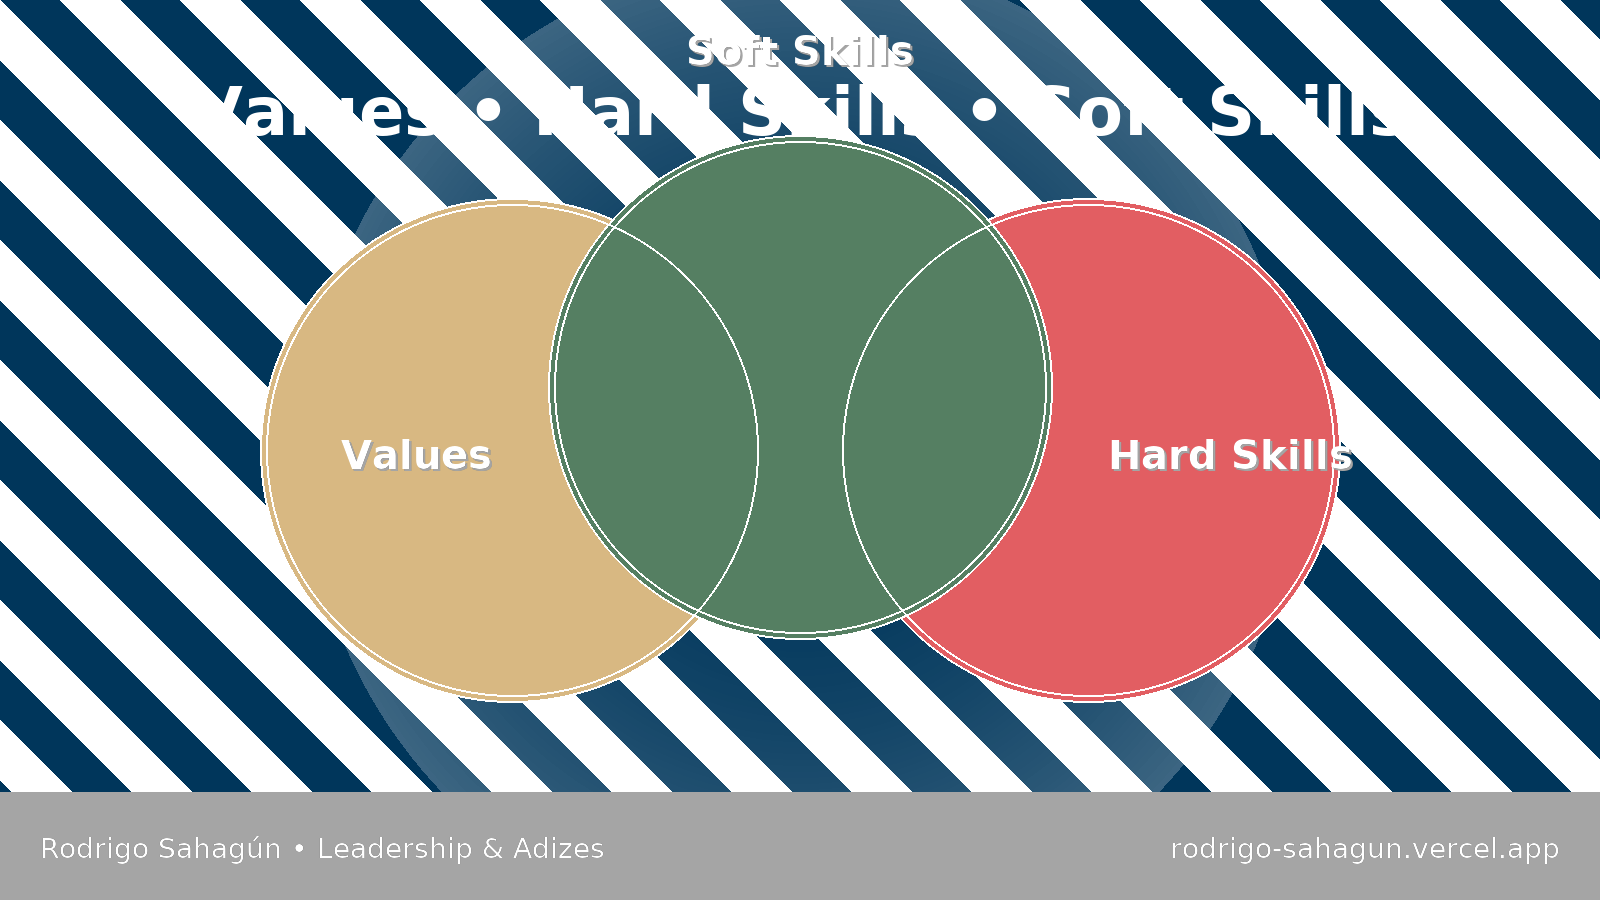 Soft Skills
Values • Hard Skills • Soft Skills
Values
Hard Skills
Rodrigo Sahagún • Leadership & Adizes
rodrigo-sahagun.vercel.app